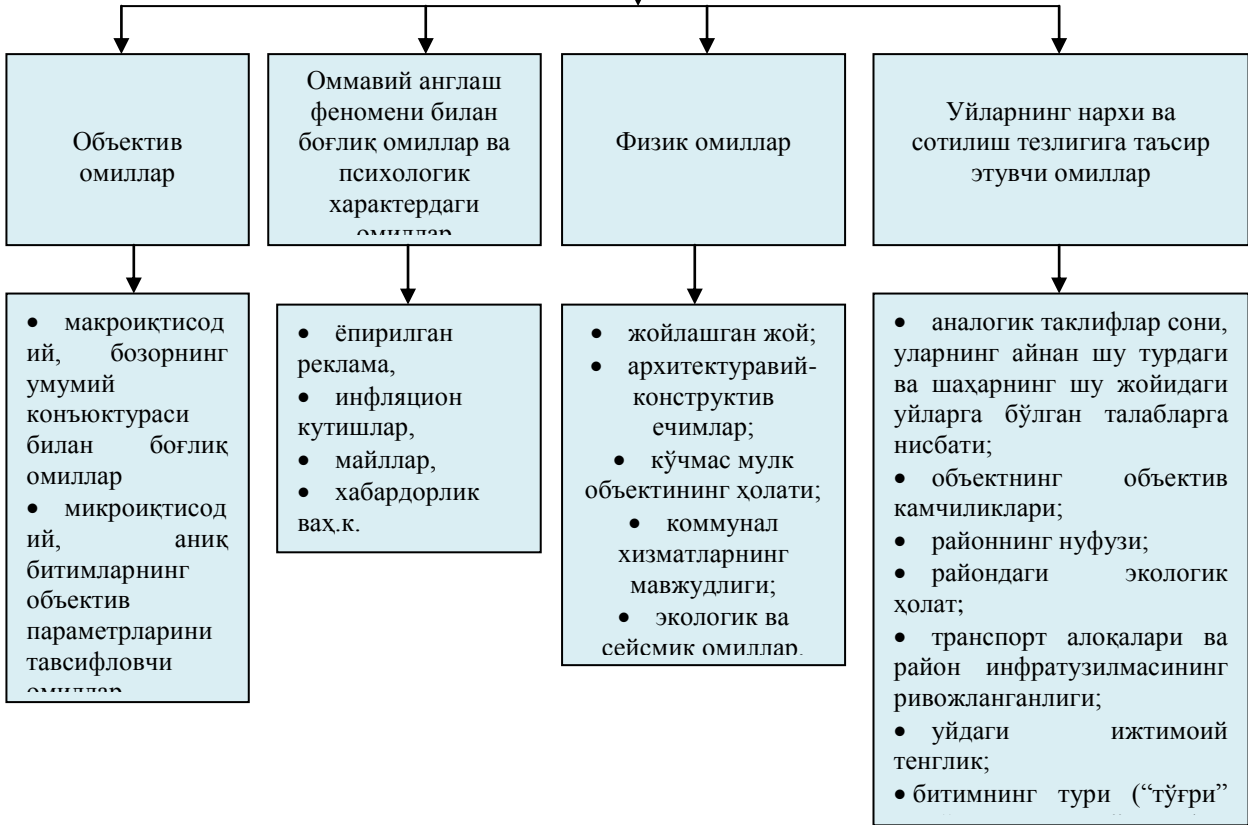 Объектив
омиллар
Оммавий англаш
феномени билан
боғлиқ омиллар ва
психологик
характердаги
омиллар
Физик омиллар
Уйларнинг нархи ва
сотилиш тезлигига таъсир
этувчи омиллар
• макроиқтисод
ий, бозорнинг
умумий
конъюктураси
билан боғлиқ
омиллар
• микроиқтисод
ий, аниқ
битимларнинг
объектив
параметрларини
тавсифловчи
омиллар
• ёпирилган
реклама,
• инфляцион
кутишлар,
• майллар,
• хабардорлик
ваҳ.к.
• жойлашган жой;
• архитектуравий-
конструктив
ечимлар;
• кўчмас мулк
объектининг ҳолати;
• коммунал
хизматларнинг
мавжудлиги;
• экологик ва
сейсмик омиллар.
• аналогик таклифлар сони,
уларнинг айнан шу турдаги
ва шаҳарнинг шу жойидаги
уйларга бўлган талабларга
нисбати;
• объектнинг объектив
камчиликлари;
• районнинг нуфузи;
• райондаги экологик
ҳолат;
• транспорт алоқалари ва
район инфратузилмасининг
ривожланганлиги;
• уйдаги ижтимоий
тенглик;
• битимнинг тури (“тўғри”